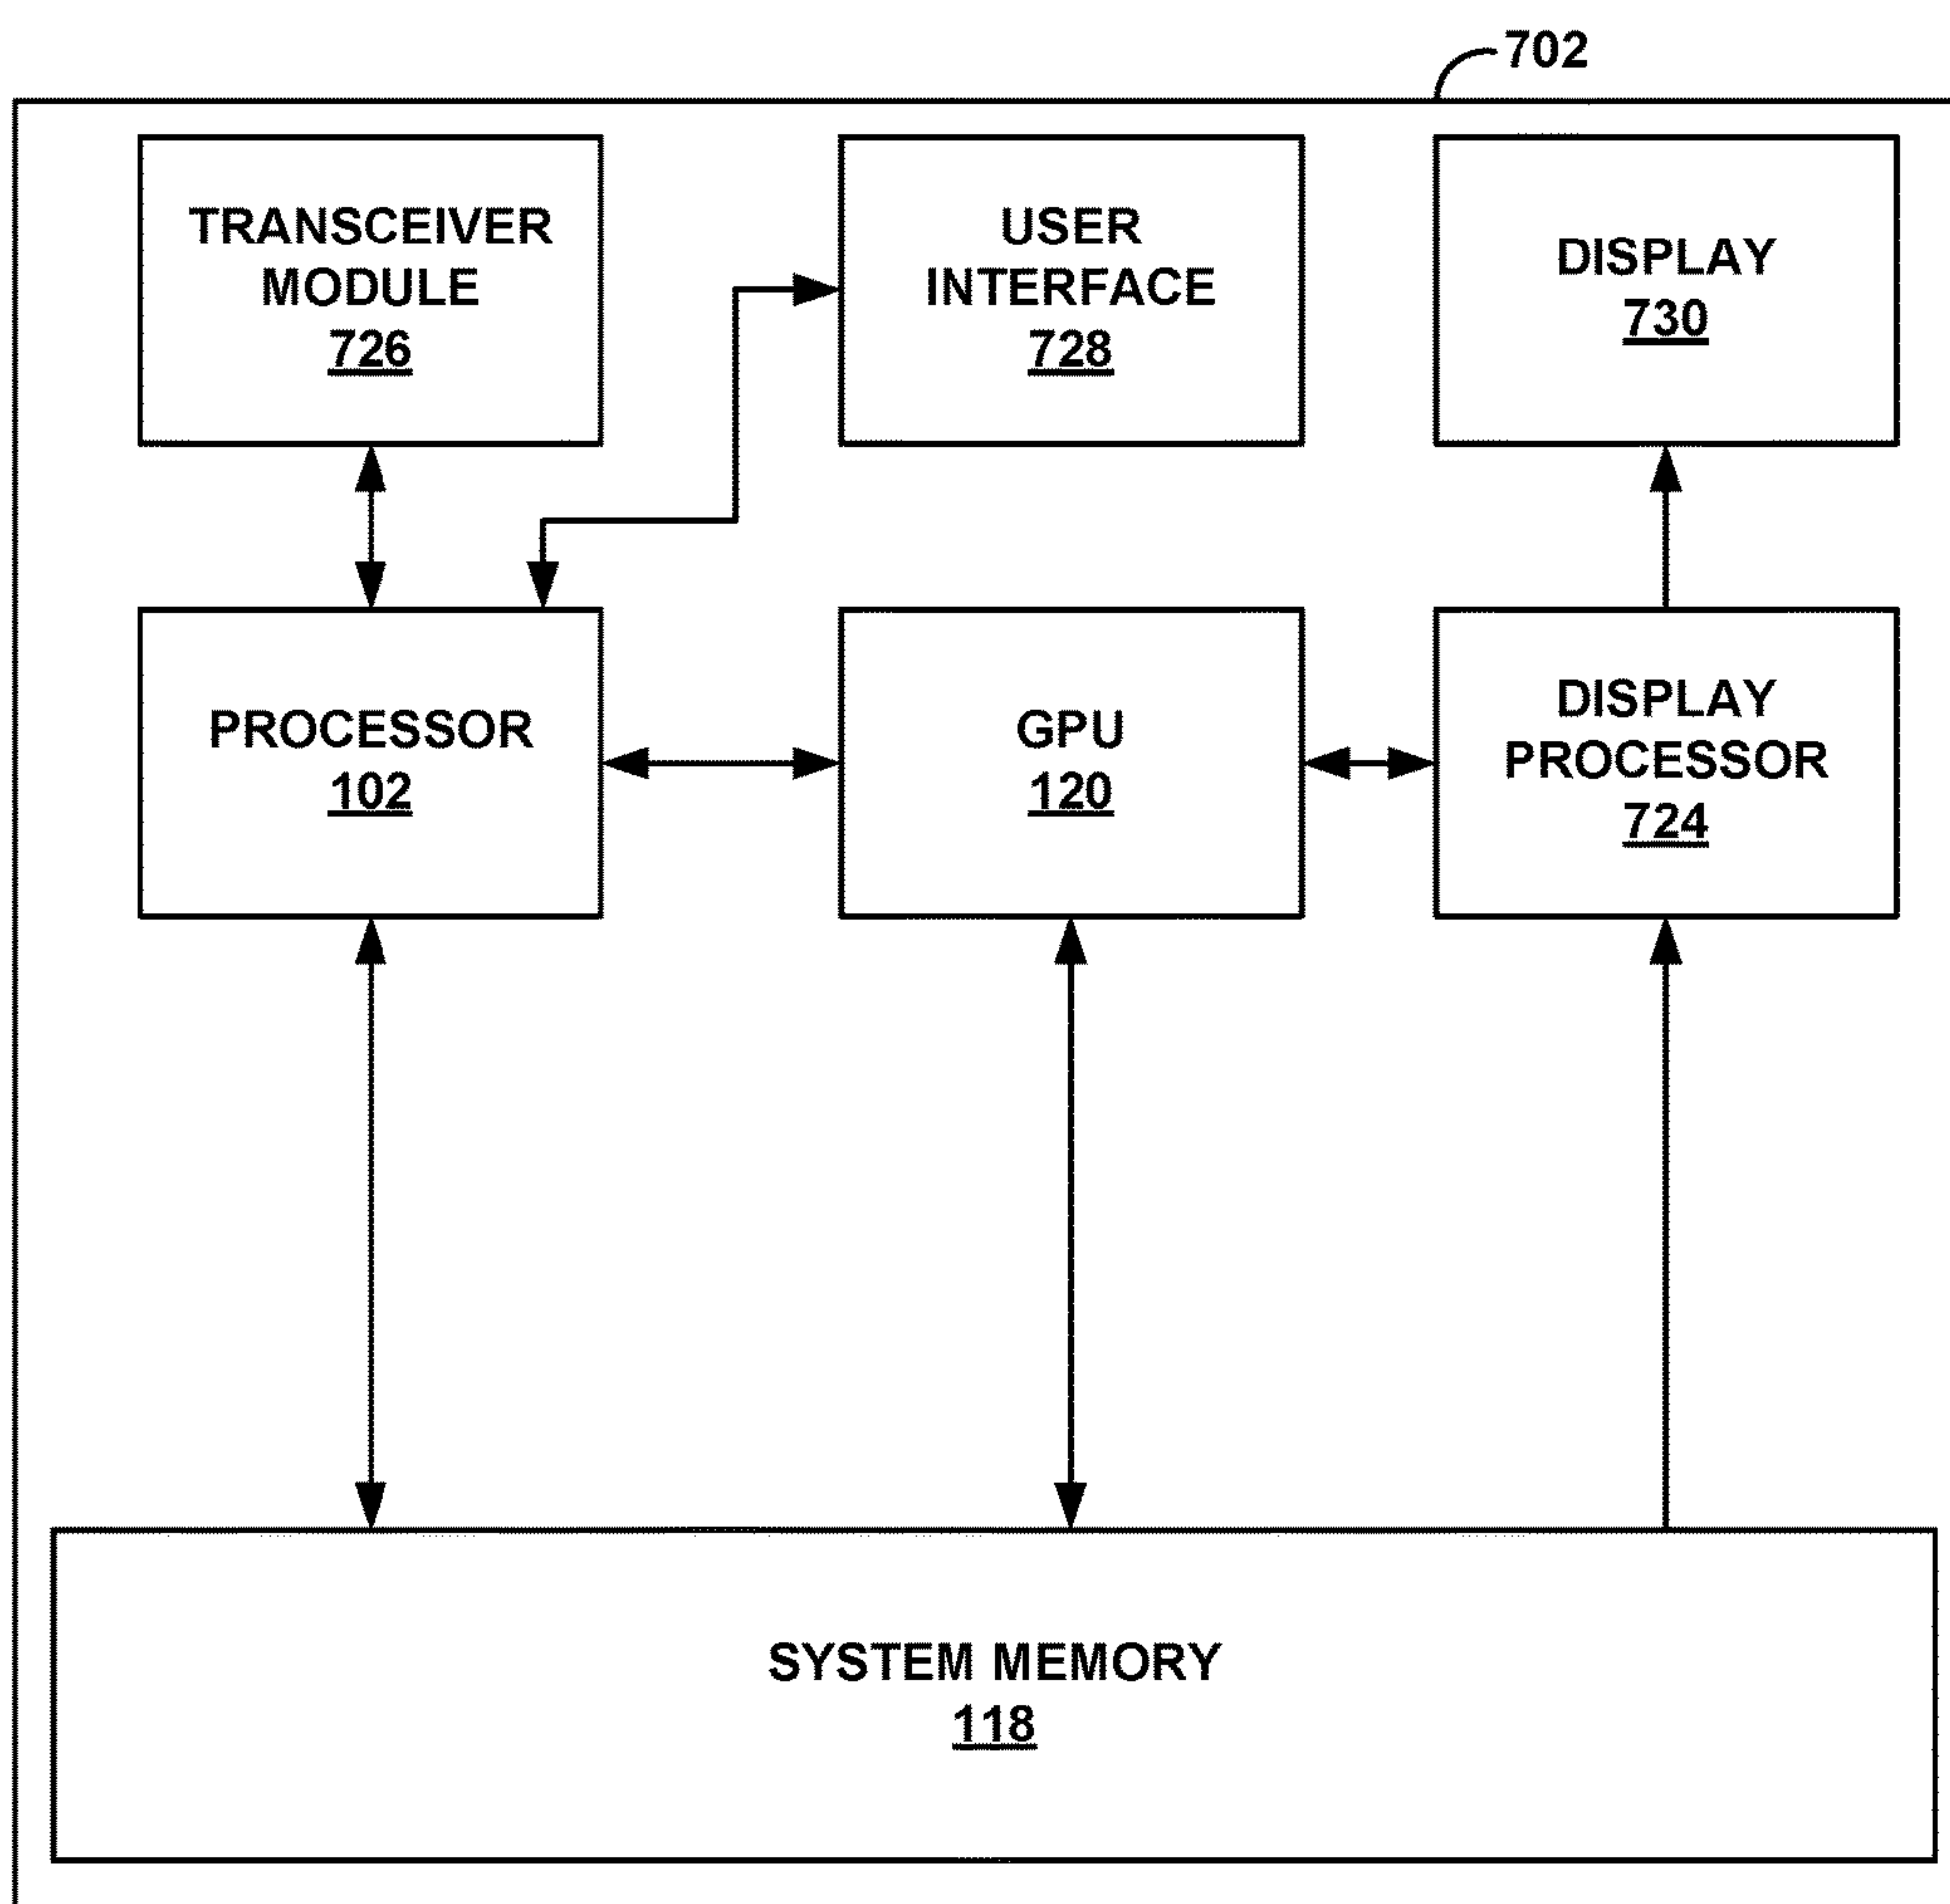 702
TRANSCEIVER
MODULE
726
USER
INTERFACE
728
DISPLAY
730
PROCESSOR
102
GPU
120
DISPLAY
PROCESSOR
724
SYSTEM MEMORY
118